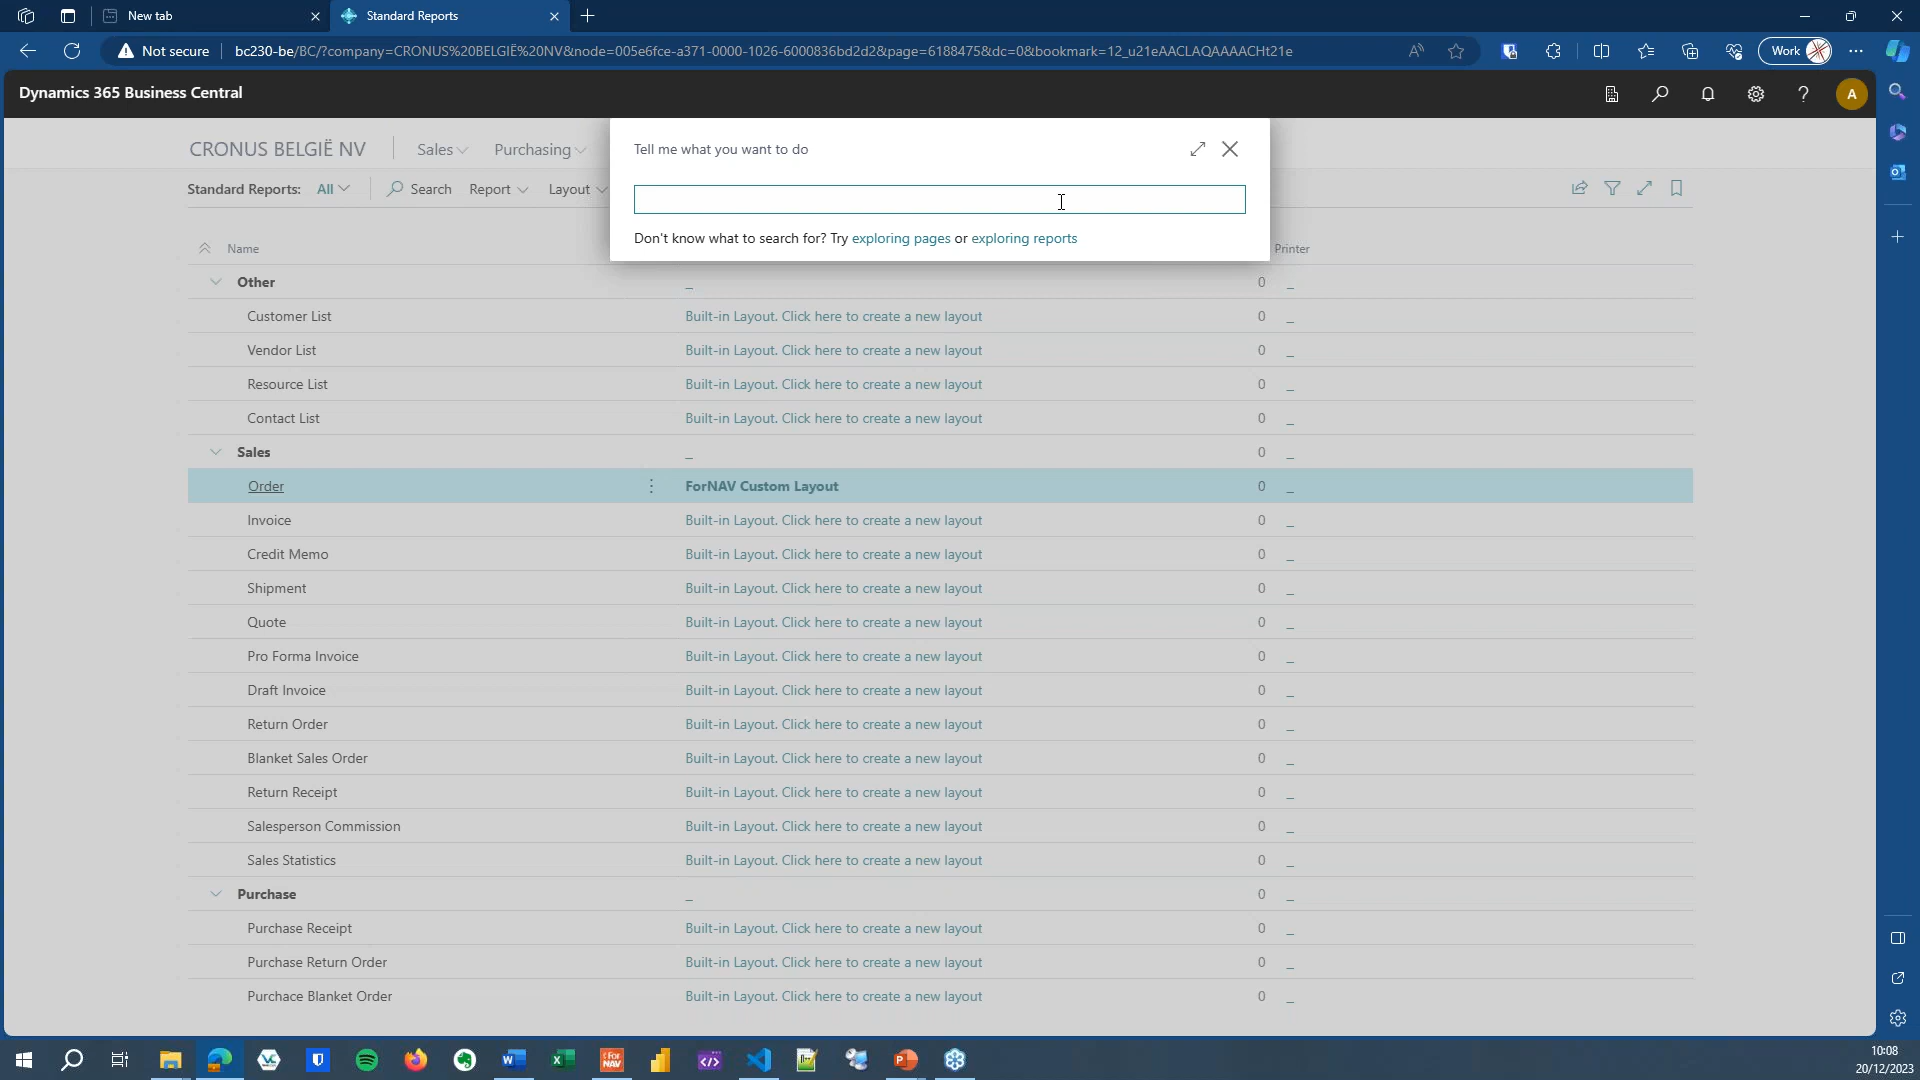 New tab
Standard Reports
Not secure
bc230-be/BC/?company=CRONUS%20BELGIË%20NV&node=005e6fce-a371-0000-1026-6000836bd2d2&page=6188475&dc=0&bookmark=12_u21eAACLAQAAAACHt21e
Work
Dynamics 365 Business Central
A
CRONUS BELGIË NV
Sales
Purchasing
Tell me what you want to do
Standard Reports:
All
Search
Report
Layout
Don't know what to search for? Try exploring pages or exploring reports
Name
Printer
Other _ 0 _
Customer List Built-in Layout. Click here to create a new layout 0 _
Vendor List Built-in Layout. Click here to create a new layout 0 _
Resource List Built-in Layout. Click here to create a new layout 0 _
Contact List Built-in Layout. Click here to create a new layout 0 _
Sales _ 0 _
Order ForNAV Custom Layout 0 _
Invoice Built-in Layout. Click here to create a new layout 0 _
Credit Memo Built-in Layout. Click here to create a new layout 0 _
Shipment Built-in Layout. Click here to create a new layout 0 _
Quote Built-in Layout. Click here to create a new layout 0 _
Pro Forma Invoice Built-in Layout. Click here to create a new layout 0 _
Draft Invoice Built-in Layout. Click here to create a new layout 0 _
Return Order Built-in Layout. Click here to create a new layout 0 _
Blanket Sales Order Built-in Layout. Click here to create a new layout 0 _
Return Receipt Built-in Layout. Click here to create a new layout 0 _
Salesperson Commission Built-in Layout. Click here to create a new layout 0 _
Sales Statistics Built-in Layout. Click here to create a new layout 0 _
Purchase _ 0 _
Purchase Receipt Built-in Layout. Click here to create a new layout 0 _
Purchase Return Order Built-in Layout. Click here to create a new layout 0 _
Purchace Blanket Order Built-in Layout. Click here to create a new layout 0 _
10:08
20/12/2023